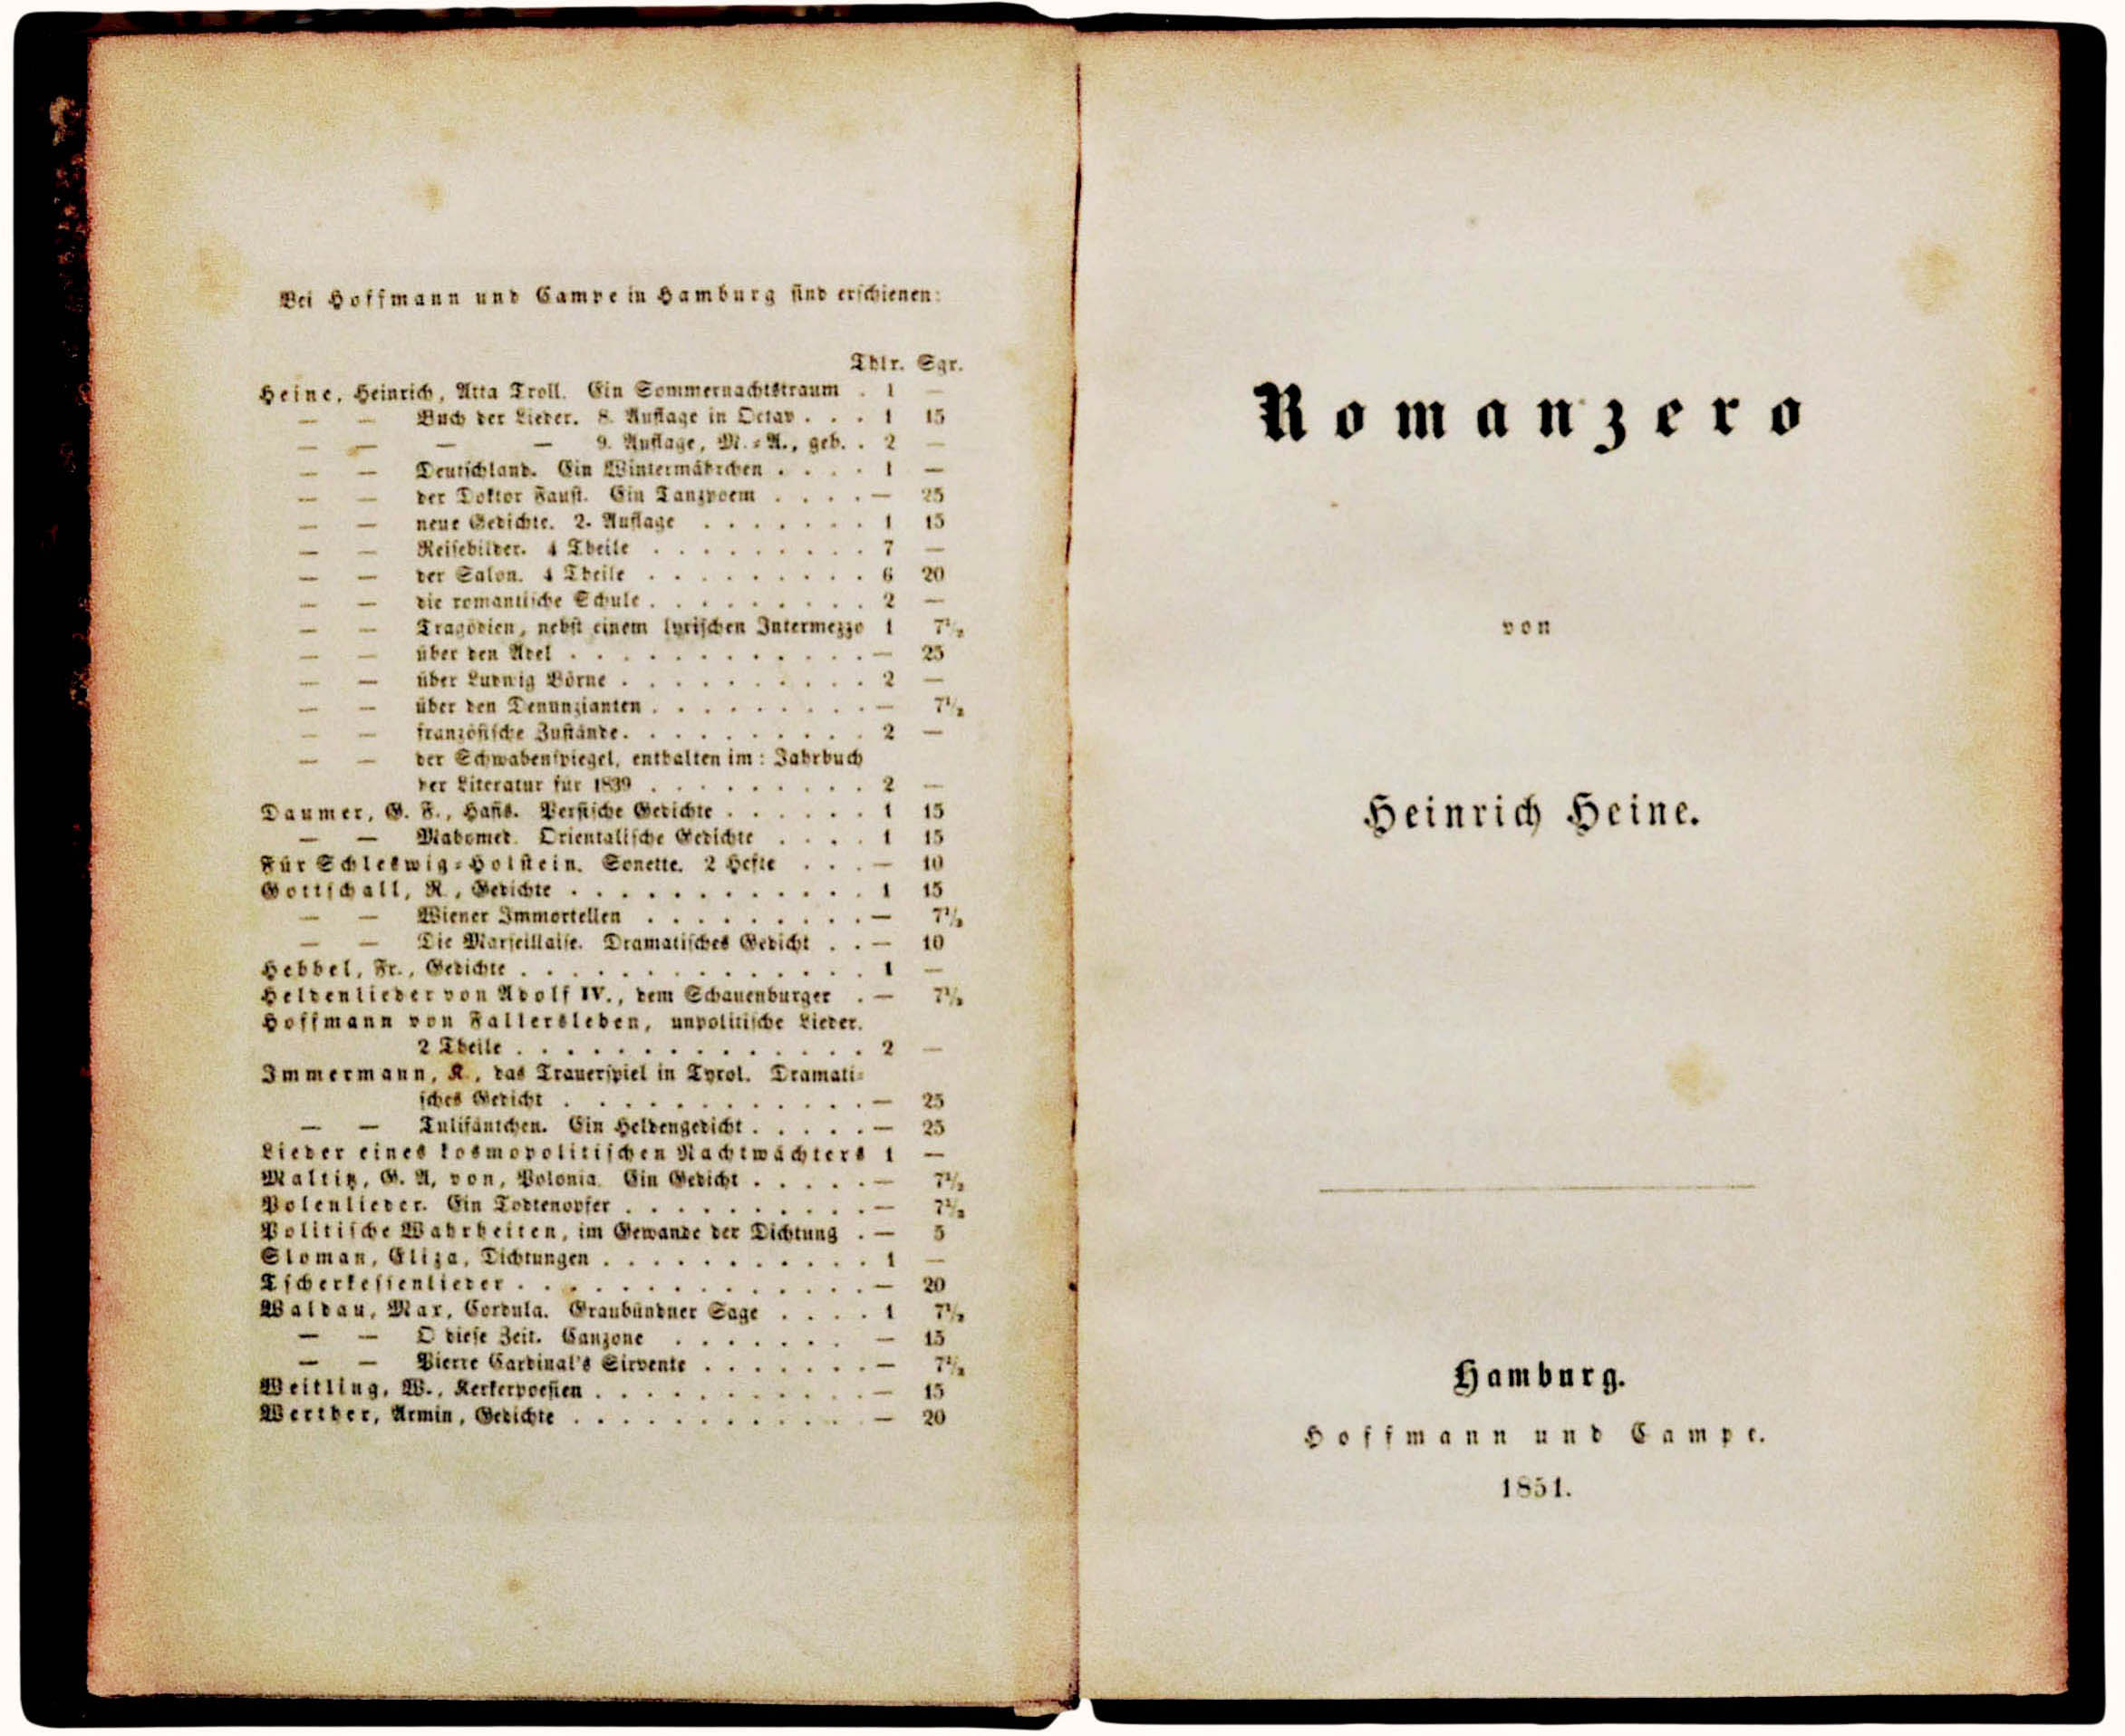 Bei Hoffmann und Campe in Hamburg sind erschienen:
Thlr. Sgr.
Heine, Heinrich, Atta Troll. Ein Sommernachtstraum . 1 —
— — Buch der Lieder. 8. Auflage in Octav . . . 1 15
— — — — 9. Auflage, M.=A., geb. . 2 —
— — Deutschland. Ein Wintermährchen . . . . 1 —
— — der Doktor Faust. Ein Tanzpoem . . . . — 25
— — neue Gedichte. 2. Auflage . . . . . . . 1 15
— — Reisebilder. 4 Theile . . . . . . . . . 7 —
— — der Salon. 4 Theile . . . . . . . . . 6 20
— — die romantische Schule . . . . . . . . . 2 —
— — Tragödien, nebst einem lyrischen Intermezzo 1 7½
— — über den Adel . . . . . . . . . . . . — 25
— — über Ludwig Börne . . . . . . . . . . 2 —
— — über den Denunzianten . . . . . . . . . — 7½
— — französische Zustände. . . . . . . . . . 2 —
— — der Schwabenspiegel, enthalten im: Jahrbuch
der Literatur für 1839 . . . . . . . . . 2 —
Daumer, G. F., Hafis. Persische Gedichte . . . . . . 1 15
— — Mahomed. Orientalische Gedichte . . . . 1 15
Für Schleswig=Holstein. Sonette. 2 Hefte . . . — 10
Gottschall, R., Gedichte . . . . . . . . . . . . 1 15
— — Wiener Immortellen . . . . . . . . . — 7½
— — Die Marseillaise. Dramatisches Gedicht . . — 10
Hebbel, Fr., Gedichte . . . . . . . . . . . . . . 1 —
Heldenlieder von Adolf IV., dem Schauenburger . — 7½
Hoffmann von Fallersleben, unpolitische Lieder.
2 Theile . . . . . . . . . . . . . . 2 —
Immermann, K., das Trauerspiel in Tyrol. Dramati=
sches Gedicht . . . . . . . . . . . . — 25
— — Tulifäntchen. Ein Heldengedicht . . . . . — 25
Lieder eines kosmopolitischen Nachtwächters 1 —
Maltitz, G. A, von, Polonia. Ein Gedicht . . . . . — 7½
Polenlieder. Ein Todtenopfer . . . . . . . . . . — 7½
Politische Wahrheiten, im Gewande der Dichtung . — 5
Sloman, Eliza, Dichtungen . . . . . . . . . . . 1 —
Tscherkessenlieder . . . . . . . . . . . . . . — 20
Waldau, Max, Cordula. Graubündner Sage . . . . 1 7½
— — O diese Zeit. Canzone . . . . . . . — 15
— — Pierre Cardinal's Sirvente . . . . . . . — 7½
Weitling, W., Kerkerpoesien . . . . . . . . . . . — 15
Werther, Armin, Gedichte . . . . . . . . . . . . — 20
Romanzero
von
Heinrich Heine.
Hamburg.
Hoffmann und Campe.
1851.